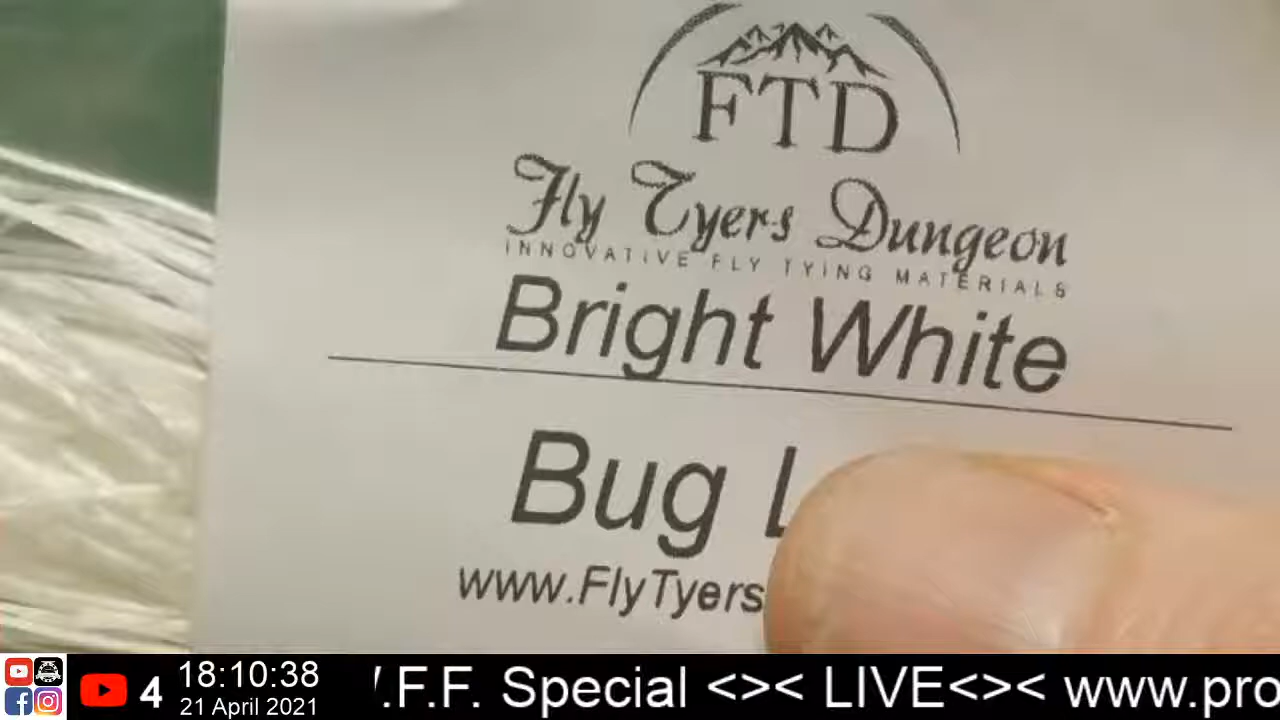 FTD
Fly Tyers Dungeon
INNOVATIVE FLY TYING MATERIALS
Bright White
Bug
www.FlyTyers
4
18:10:38
21 April 2021
.F.F. Special <>< LIVE<>< www.pro